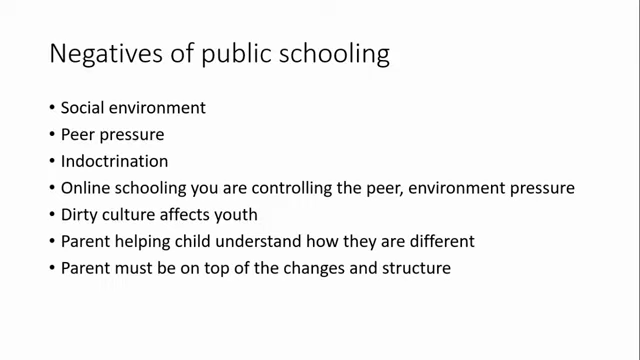 Negatives of public schooling
• Social environment
• Peer pressure
• Indoctrination
• Online schooling you are controlling the peer, environment pressure
• Dirty culture affects youth
• Parent helping child understand how they are different
• Parent must be on top of the changes and structure